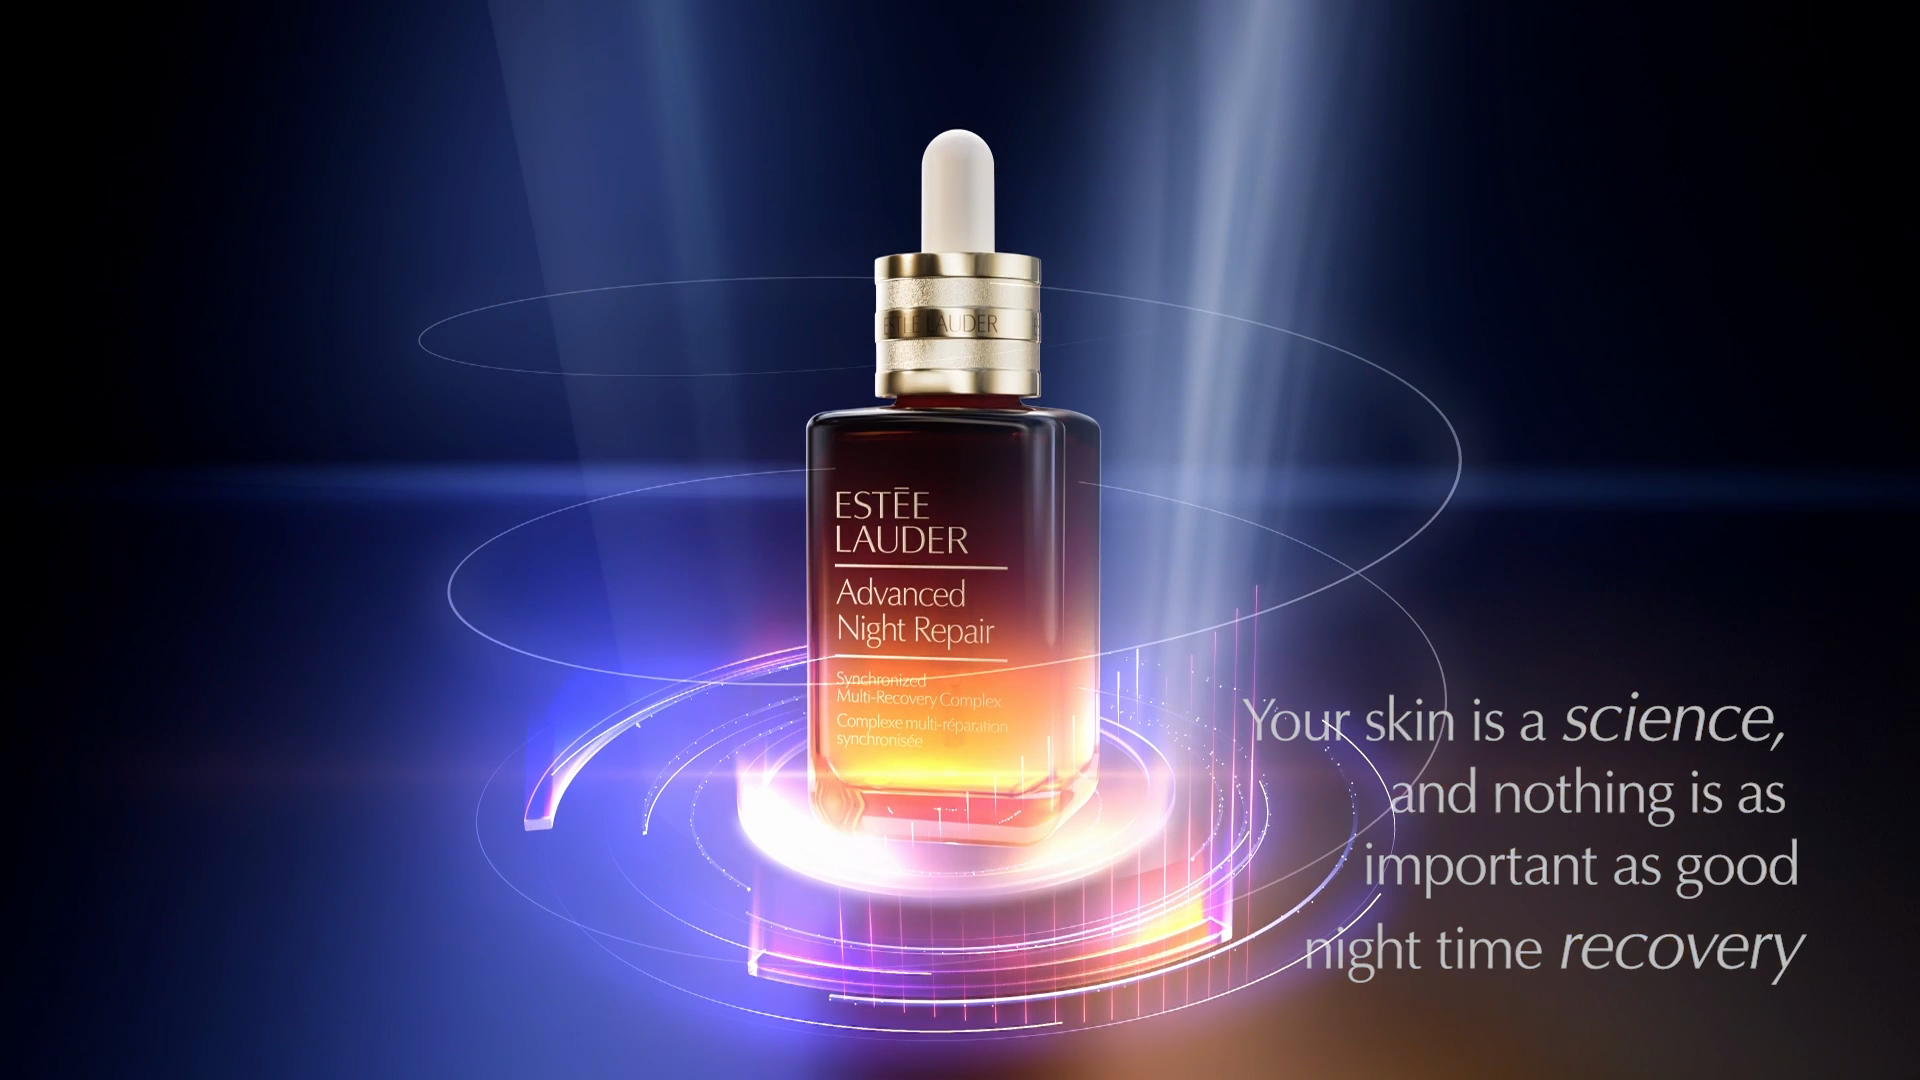 ESTĒE LAUDER
ESTĒE
LAUDER
Advanced
Night Repair
Synchronized
Multi-Recovery Complex
Complexe multi-réparation
synchronisée
Your skin is a science,
and nothing is as
important as good
night time recovery